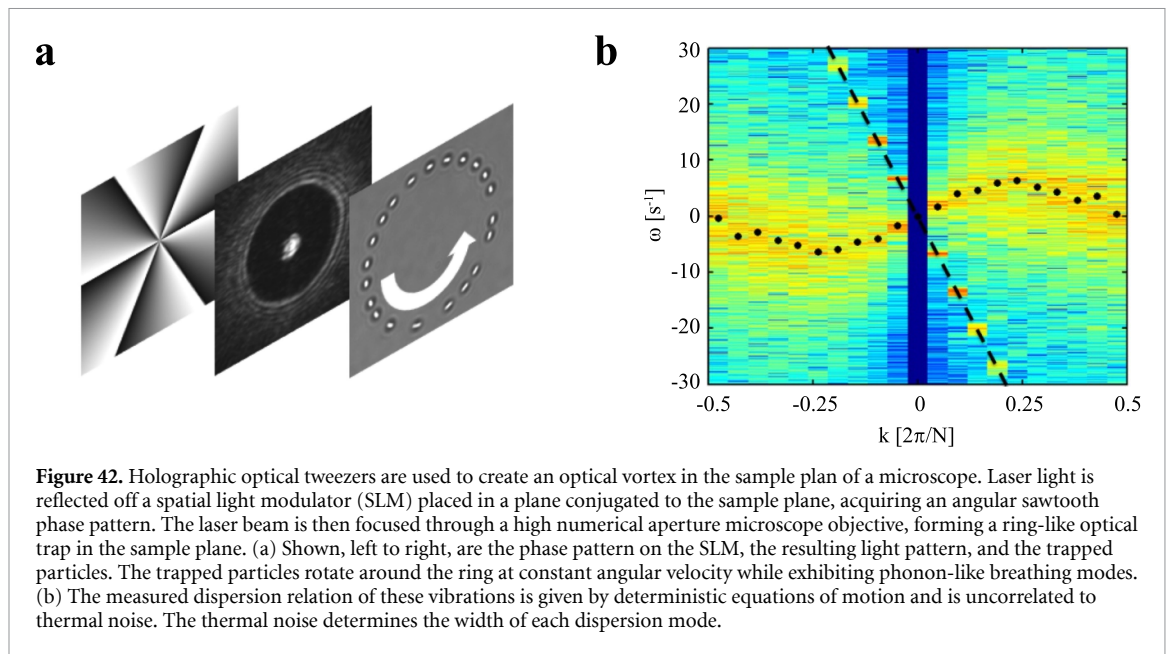 a
b
30
20
10
0
-10
-20
-30
ω [s⁻¹]
-0.5 -0.25 0 0.25 0.5
k [2π/N]
Figure 42. Holographic optical tweezers are used to create an optical vortex in the sample plan of a microscope. Laser light is
reflected off a spatial light modulator (SLM) placed in a plane conjugated to the sample plane, acquiring an angular sawtooth
phase pattern. The laser beam is then focused through a high numerical aperture microscope objective, forming a ring-like optical
trap in the sample plane. (a) Shown, left to right, are the phase pattern on the SLM, the resulting light pattern, and the trapped
particles. The trapped particles rotate around the ring at constant angular velocity while exhibiting phonon-like breathing modes.
(b) The measured dispersion relation of these vibrations is given by deterministic equations of motion and is uncorrelated to
thermal noise. The thermal noise determines the width of each dispersion mode.